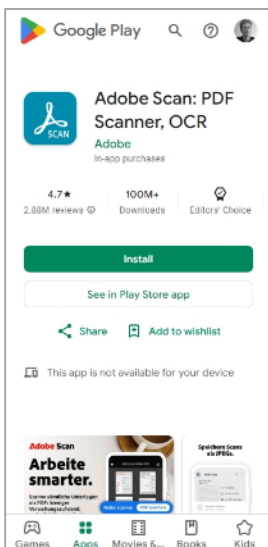 Google Play
SCAN
Adobe Scan: PDF
Scanner, OCR
Adobe
In-app purchases
4.7★ 100M+
2.88M reviews Downloads Editors' Choice
Install
See in Play Store app
Share Add to wishlist
This app is not available for your device
Adobe Scan
Arbeite
smarter.
Speichere Scans
als JPEGs.
Games Apps Movies &... Books Kids